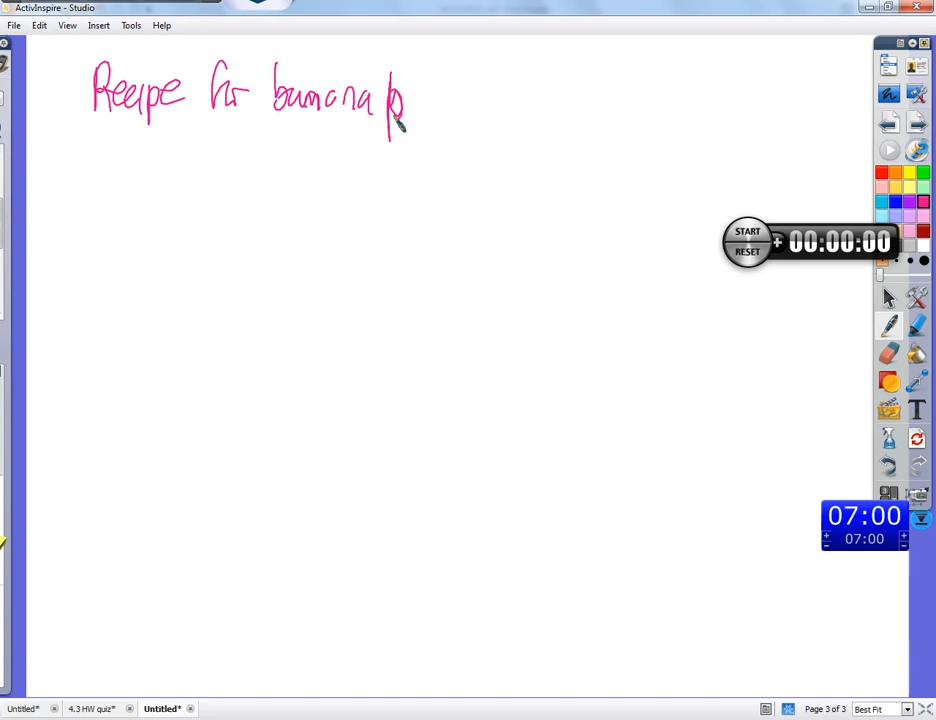 ActivInspire - Studio
File Edit View Insert Tools Help
Recipe for banana p
START
RESET
00:00:00
07:00
07:00
Untitled* 4.3 HW quiz* Untitled* Page 3 of 3 Best Fit